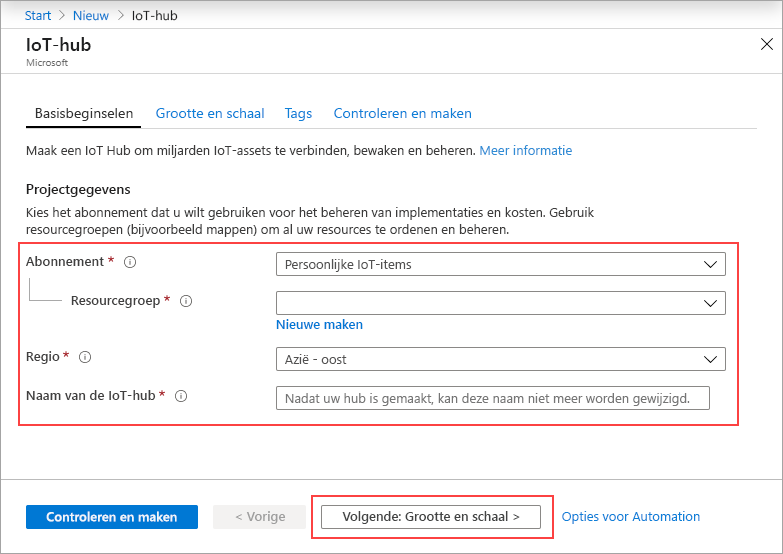 Start > Nieuw > IoT-hub
IoT-hub
Microsoft
Basisbeginselen Grootte en schaal Tags Controleren en maken
Maak een IoT Hub om miljarden IoT-assets te verbinden, bewaken en beheren. Meer informatie
Projectgegevens
Kies het abonnement dat u wilt gebruiken voor het beheren van implementaties en kosten. Gebruik
resourcegroepen (bijvoorbeeld mappen) om al uw resources te ordenen en beheren.
Abonnement * Persoonlijke IoT-items
Resourcegroep *
Nieuwe maken
Regio * Azië - oost
Naam van de IoT-hub * Nadat uw hub is gemaakt, kan deze naam niet meer worden gewijzigd.
Controleren en maken < Vorige Volgende: Grootte en schaal > Opties voor Automation